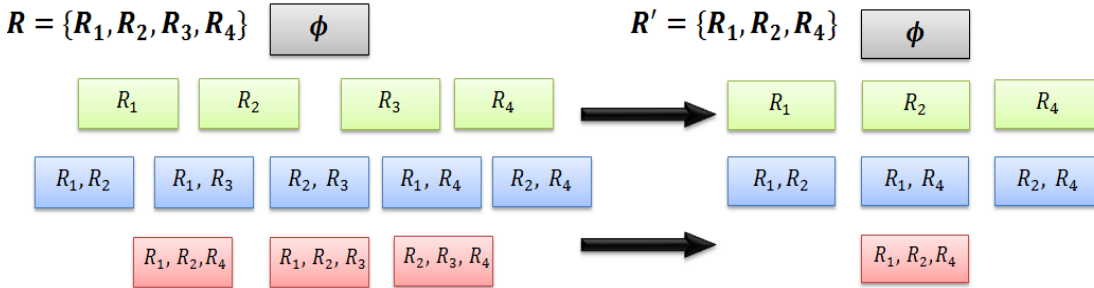 R = {R₁, R₂, R₃, R₄} ϕ R′ = {R₁, R₂, R₄} ϕ
R₁ R₂ R₃ R₄ R₁ R₂ R₄
R₁, R₂ R₁, R₃ R₂, R₃ R₁, R₄ R₂, R₄ R₁, R₂ R₁, R₄ R₂, R₄
R₁, R₂, R₄ R₁, R₂, R₃ R₂, R₃, R₄ R₁, R₂, R₄